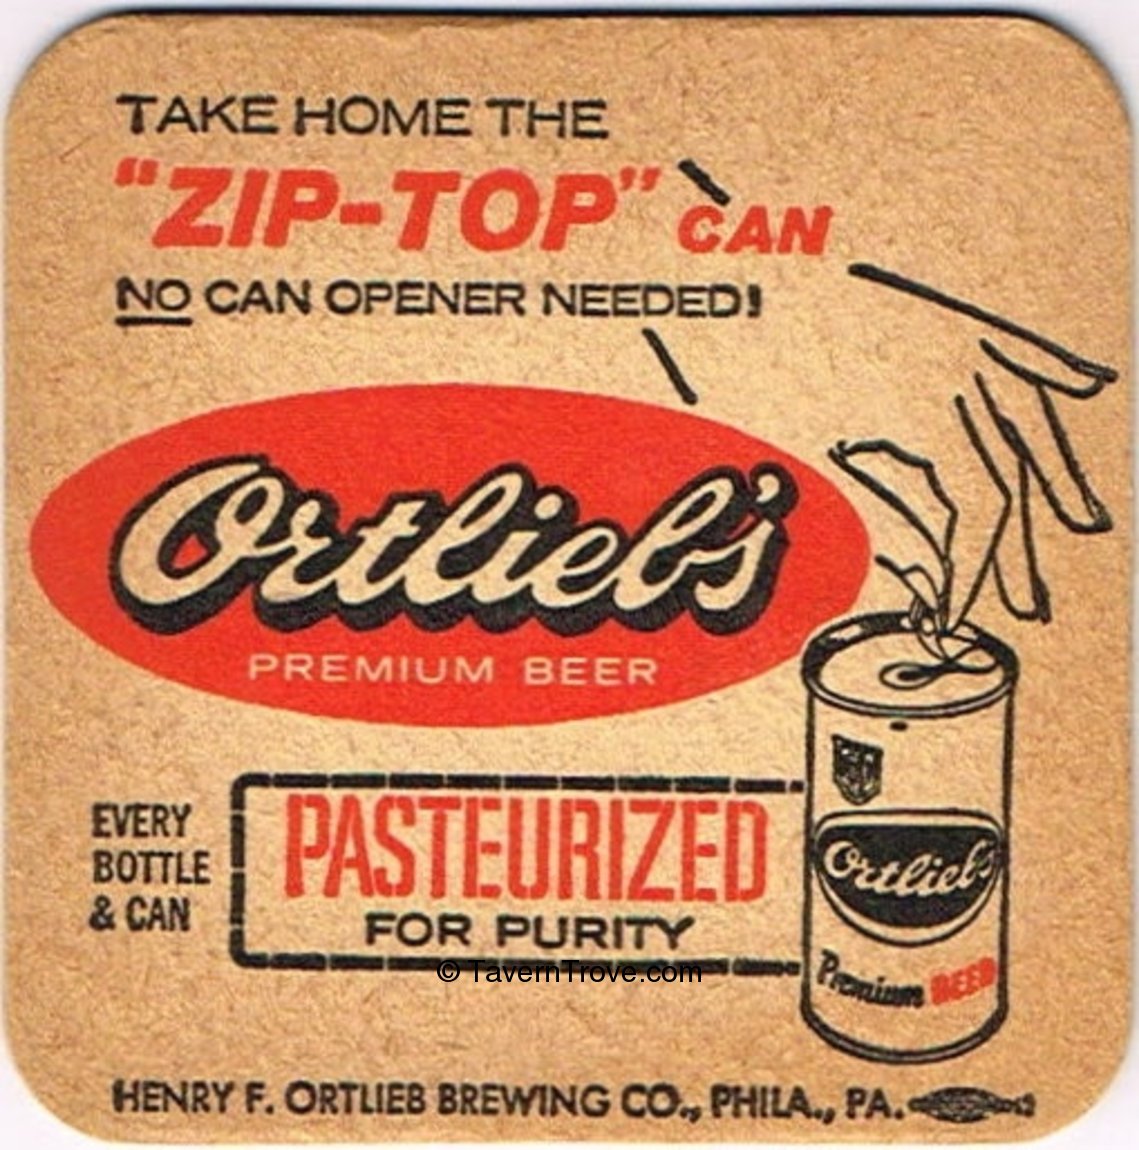 TAKE HOME THE
"ZIP-TOP" CAN
NO CAN OPENER NEEDED!
Ortlieb's
PREMIUM BEER
EVERY
BOTTLE
& CAN
PASTEURIZED
FOR PURITY
Ortlieb's
Premium BEER
© TavernTrove.com
HENRY F. ORTLIEB BREWING CO., PHILA., PA.